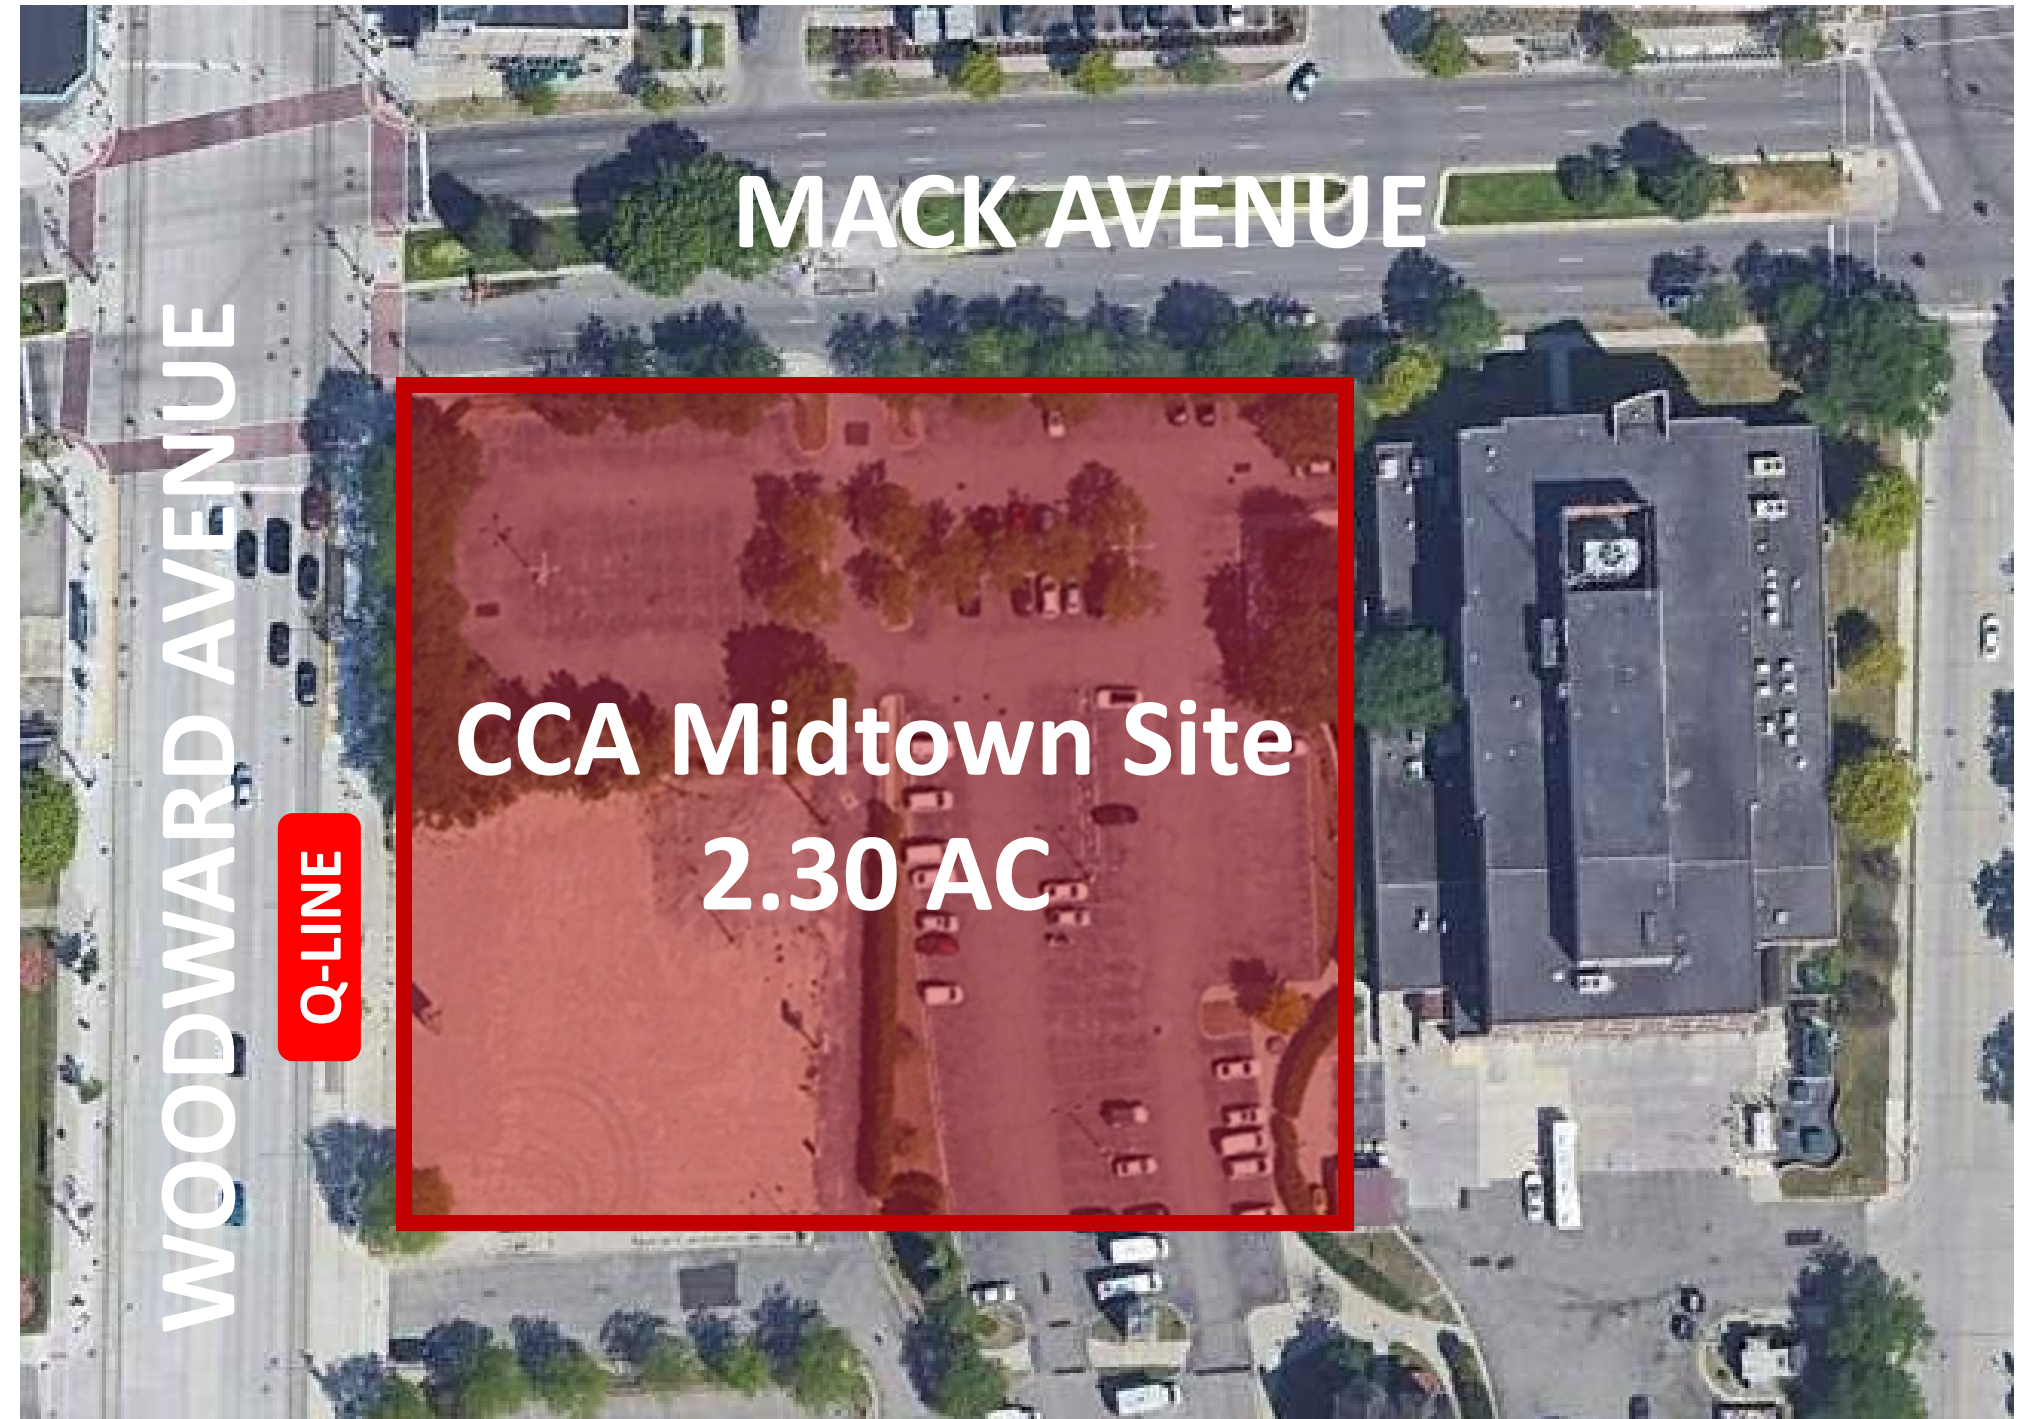 MACK AVENUE
WOODWARD AVENUE
Q-LINE
CCA Midtown Site
2.30 AC